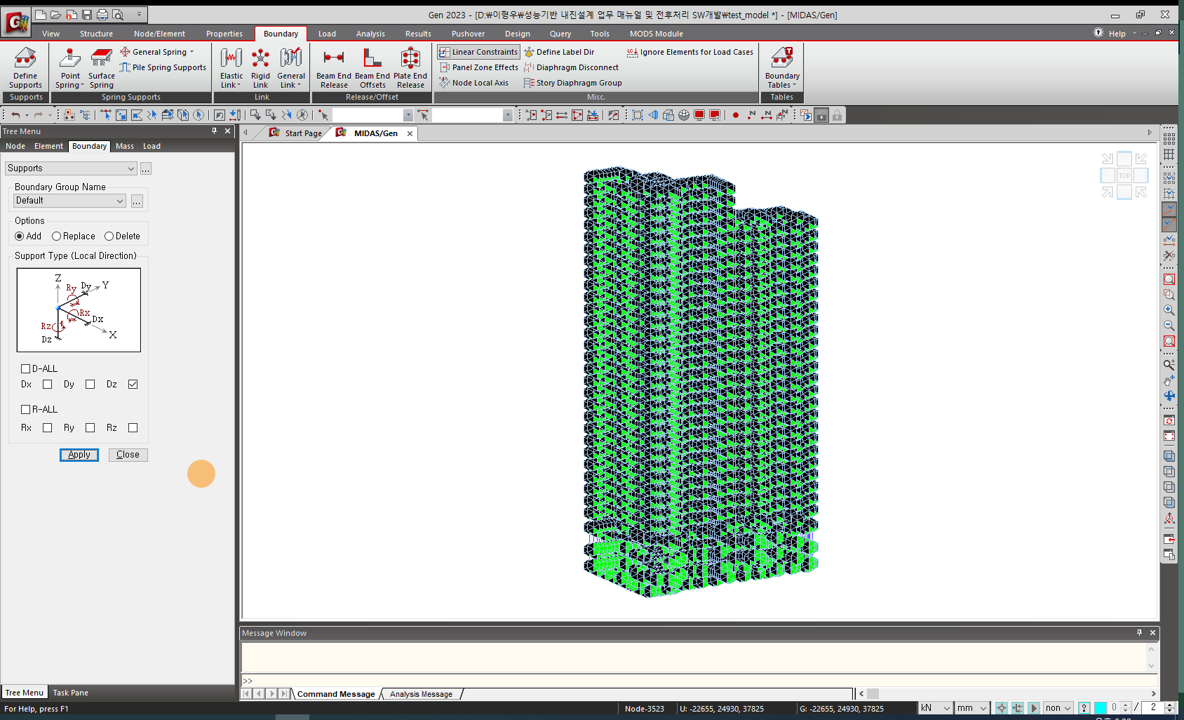 Gen 2023 - [D:₩이형우₩성능기반 내진설계 업무 매뉴얼 및 전후처리 SW개발₩test_model *] - [MIDAS/Gen]
View Structure Node/Element Properties Boundary Load Analysis Results Pushover Design Query Tools MODS Module Help
Define Supports
Supports
Point Spring
Surface Spring
General Spring
Pile Spring Supports
Spring Supports
Elastic Link
Rigid Link
General Link
Link
Beam End Release
Beam End Offsets
Plate End Release
Release/Offset
Linear Constraints
Panel Zone Effects
Node Local Axis
Define Label Dir
Diaphragm Disconnect
Story Diaphragm Group
Ignore Elements for Load Cases
Misc.
Boundary Tables
Tables
Tree Menu
Start Page
MIDAS/Gen
Node Element Boundary Mass Load
Supports
...
Boundary Group Name
Default
...
Options
Add Replace Delete
Support Type (Local Direction)
Z
Ry Dy Y
Rx
Dx
Rz
Dz
X
D-ALL
Dx Dy Dz
R-ALL
Rx Ry Rz
Apply Close
TOP
Message Window
>>
Command Message Analysis Message
Tree Menu Task Pane
For Help, press F1
Node-3523
U: -22655, 24930, 37825
G: -22655, 24930, 37825
kN
mm
non
0 / 2